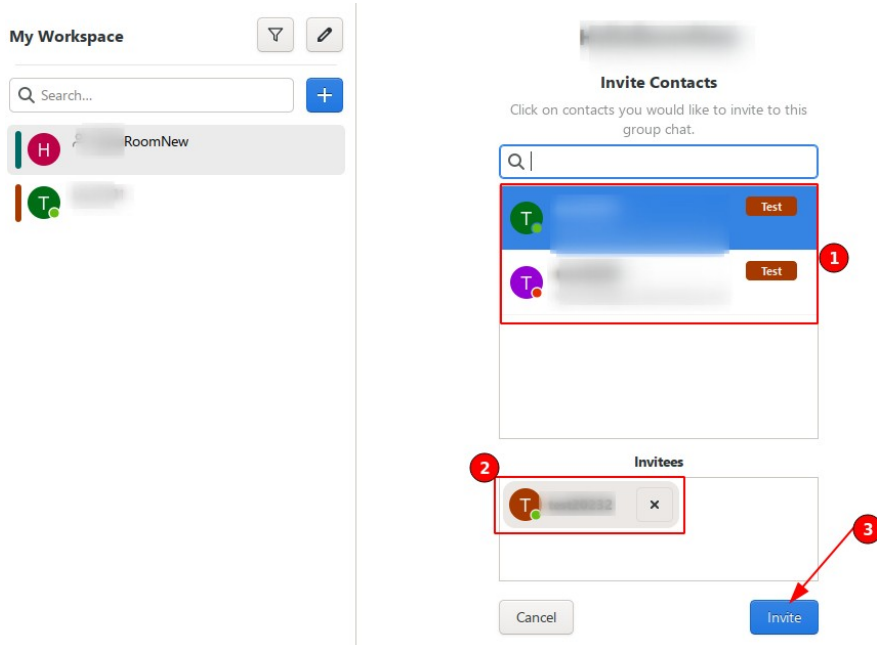 My Workspace
Search...
H
RoomNew
T
Invite Contacts
Click on contacts you would like to invite to this
group chat.
T
Test
T
Test
1
Invitees
2
T
3
Cancel
Invite